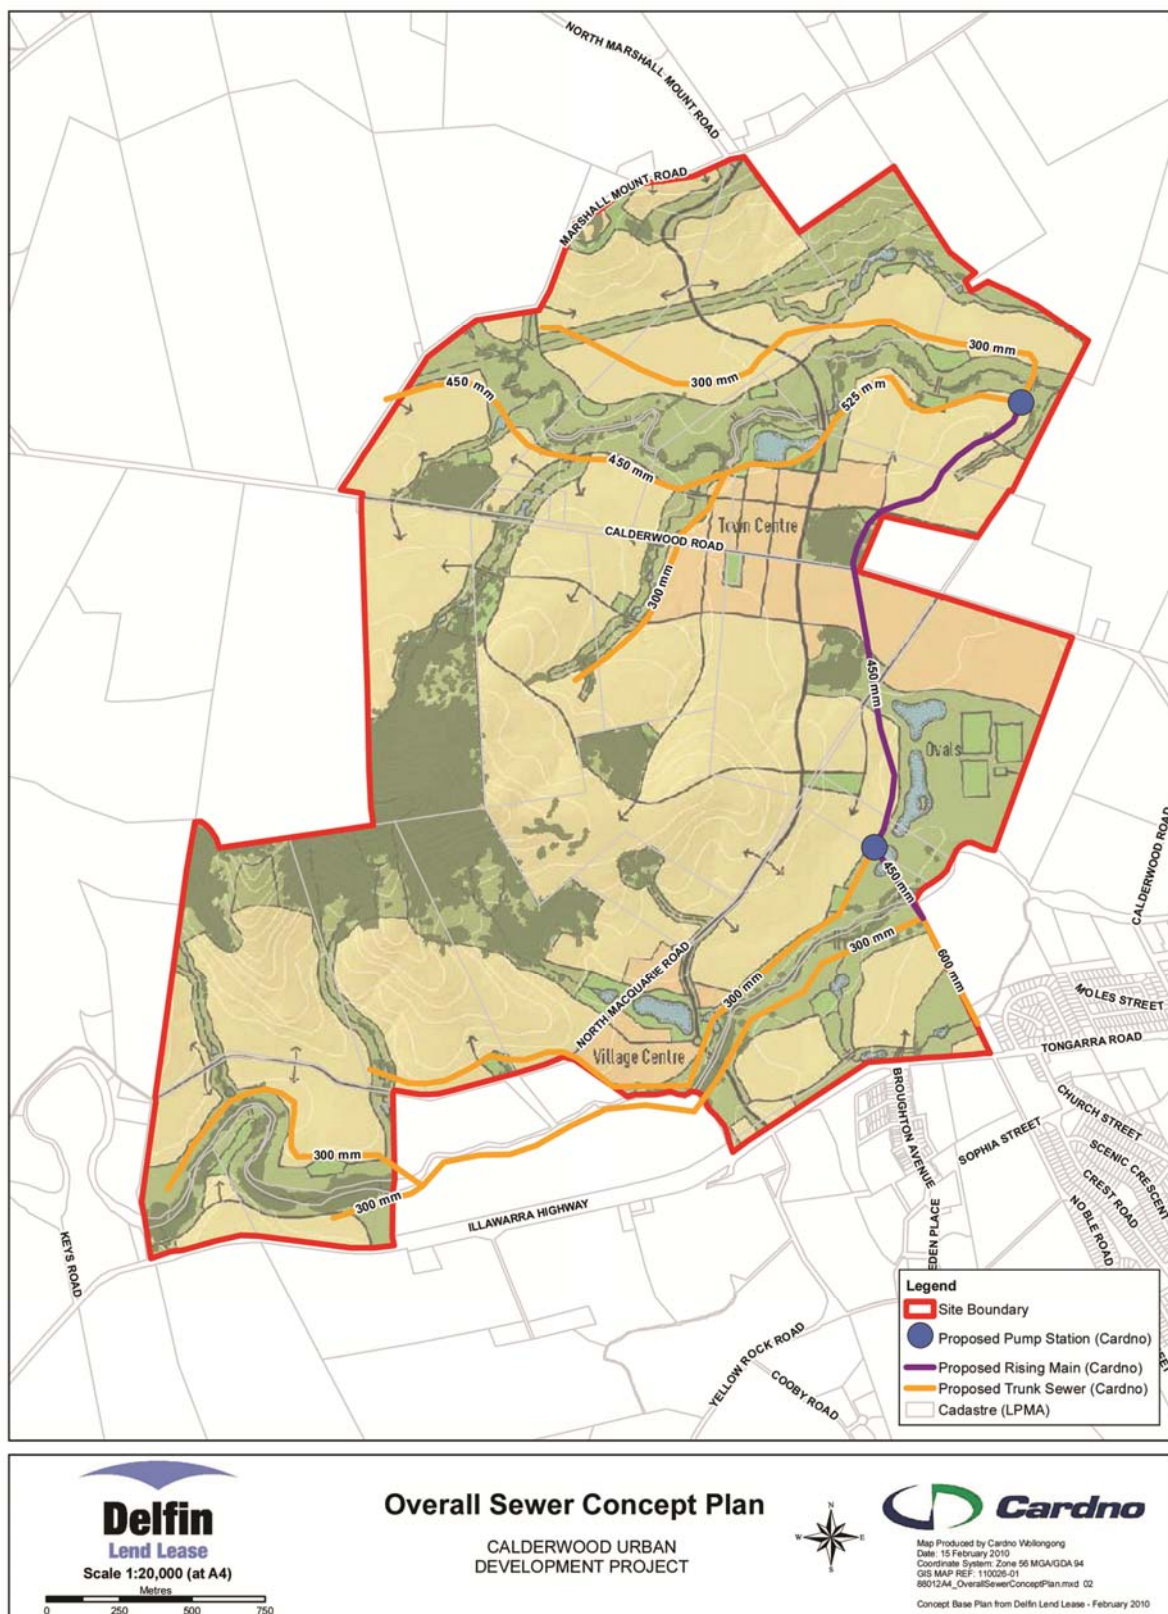 NORTH MARSHALL MOUNT ROAD
MARSHALL MOUNT ROAD
300 mm
450 mm
300 mm
525 mm
450 mm
Town Centre
CALDERWOOD ROAD
300 mm
450 mm
Ovals
CALDERWOOD ROAD
450 mm
300 mm
600 mm
NORTH MACQUARIE ROAD
300 mm
MOLES STREET
Village Centre
TONGARRA ROAD
BROUGHTON AVENUE
CHURCH STREET
SOPHIA STREET
SCENIC CRESCENT
CREST ROAD
NOBLE ROAD
300 mm
300 mm
ILLAWARRA HIGHWAY
KEYS ROAD
EDEN PLACE
YELLOW ROCK ROAD
COOBY ROAD
Legend
Site Boundary
Proposed Pump Station (Cardno)
Proposed Rising Main (Cardno)
Proposed Trunk Sewer (Cardno)
Cadastre (LPMA)
Delfin
Lend Lease
Scale 1:20,000 (at A4)
Metres
0 250 500 750
Overall Sewer Concept Plan
CALDERWOOD URBAN
DEVELOPMENT PROJECT
N
W E
S
Cardno
Map Produced by Cardno Wollongong
Date: 15 February 2010
Coordinate System: Zone 56 MGA/GDA 94
GIS MAP REF: 110026-01
86012A4_OverallSewerConceptPlan.mxd 02
Concept Base Plan from Delfin Lend Lease - February 2010